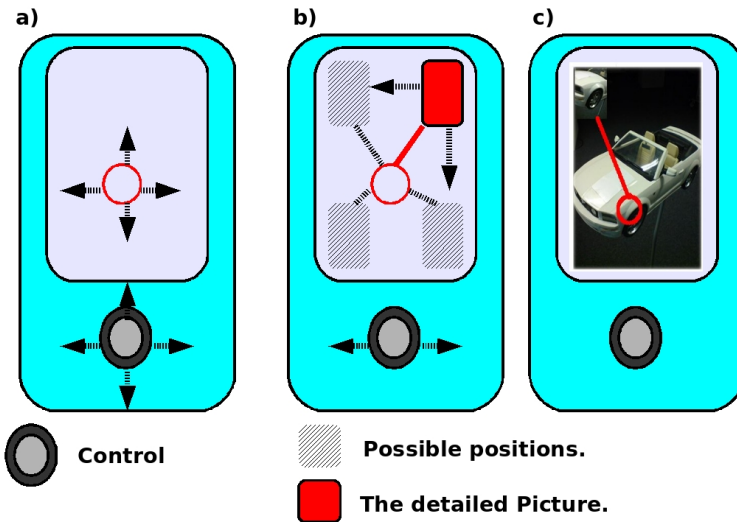 a)
b)
c)
Control
Possible positions.
The detailed Picture.